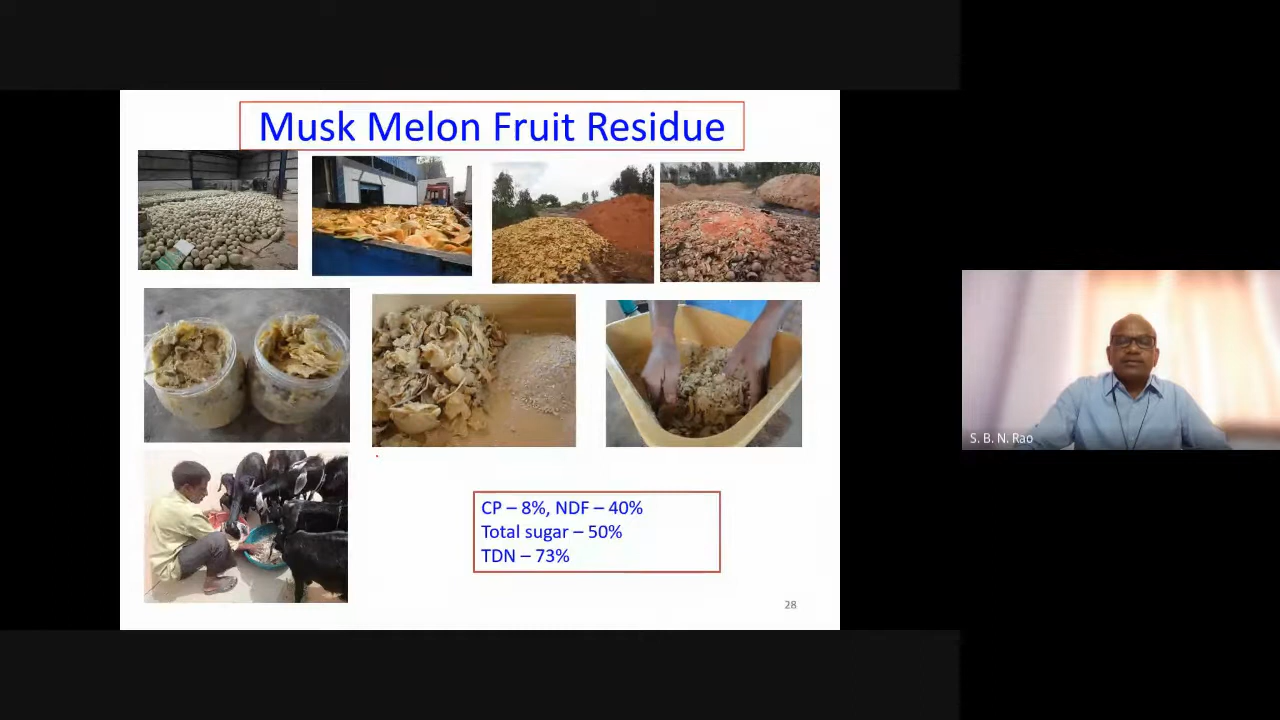 Musk Melon Fruit Residue
CP – 8%, NDF – 40%
Total sugar – 50%
TDN – 73%
28
S. B. N. Rao